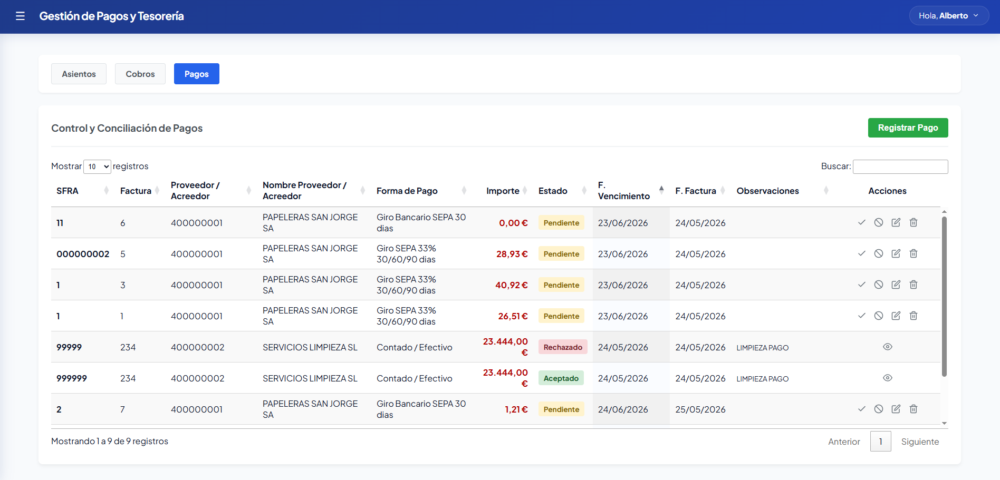 ☰ Gestión de Pagos y Tesorería
Hola, Alberto
Asientos Cobros Pagos
Control y Conciliación de Pagos
Registrar Pago
Mostrar 10 registros
Buscar:
SFRA Factura Proveedor / Acreedor Nombre Proveedor / Acreedor Forma de Pago Importe Estado F. Vencimiento F. Factura Observaciones Acciones
11 6 400000001 PAPELERAS SAN JORGE SA Giro Bancario SEPA 30 dias 0,00 € Pendiente 23/06/2026 24/05/2026
000000002 5 400000001 PAPELERAS SAN JORGE SA Giro SEPA 33% 30/60/90 dias 28,93 € Pendiente 23/06/2026 24/05/2026
1 3 400000001 PAPELERAS SAN JORGE SA Giro SEPA 33% 30/60/90 dias 40,92 € Pendiente 23/06/2026 24/05/2026
1 1 400000001 PAPELERAS SAN JORGE SA Giro SEPA 33% 30/60/90 dias 26,51 € Pendiente 23/06/2026 24/05/2026
99999 234 400000002 SERVICIOS LIMPIEZA SL Contado / Efectivo 23.444,00 € Rechazado 24/05/2026 24/05/2026 LIMPIEZA PAGO
999999 234 400000002 SERVICIOS LIMPIEZA SL Contado / Efectivo 23.444,00 € Aceptado 24/05/2026 24/05/2026 LIMPIEZA PAGO
2 7 400000001 PAPELERAS SAN JORGE SA Giro Bancario SEPA 30 dias 1,21 € Pendiente 24/06/2026 25/05/2026
Mostrando 1 a 9 de 9 registros
Anterior 1 Siguiente